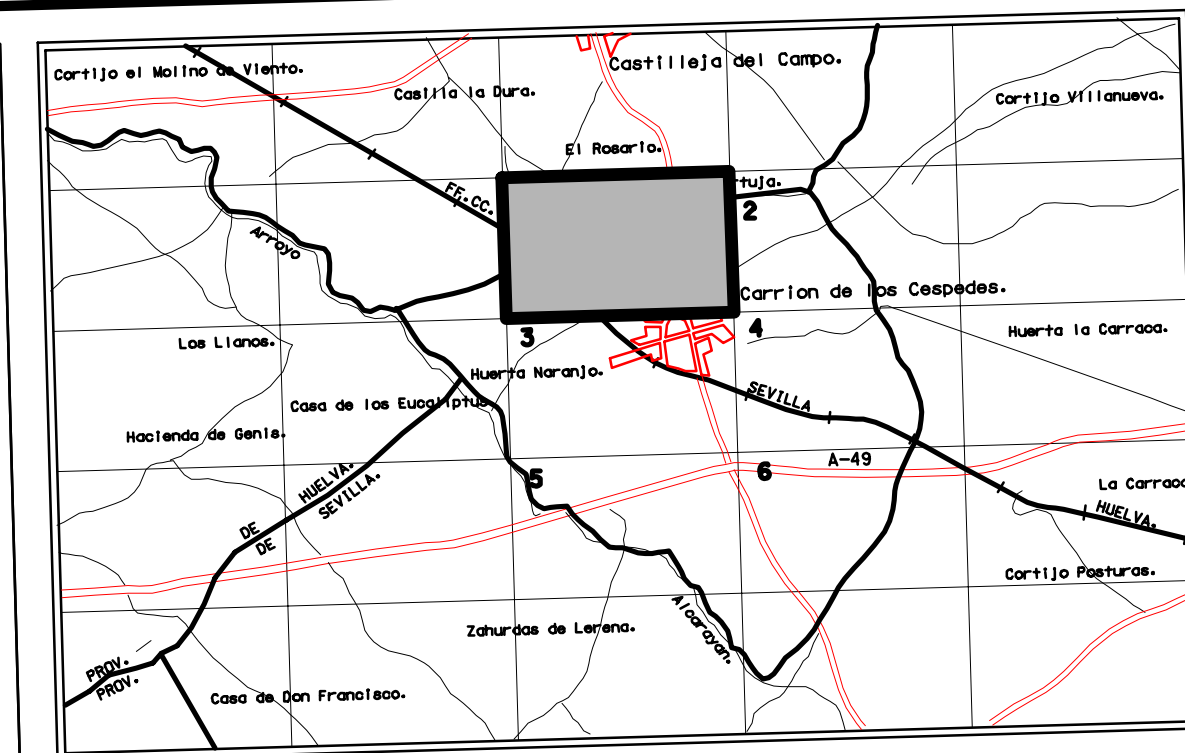 Castilleja del Campo.
Cortijo el Molino de Viento.
Casilla la Dura.
Cortijo Villanueva.
El Rosario.
tuja.
FF.CC.
2
Arroyo
Carrion de los Cespedes.
3
4
Huerta la Carraca.
Los Llanos.
Huerta Naranjo.
SEVILLA
Casa de los Eucaliptus
Hacienda de Genis.
A-49
HUELVA.
SEVILLA.
5
6
La Carraca
HUELVA.
DE
DE
Cortijo Posturas.
Zahurdas de Lerena.
Alcarayan.
PROV.
PROV.
Casa de Don Francisco.